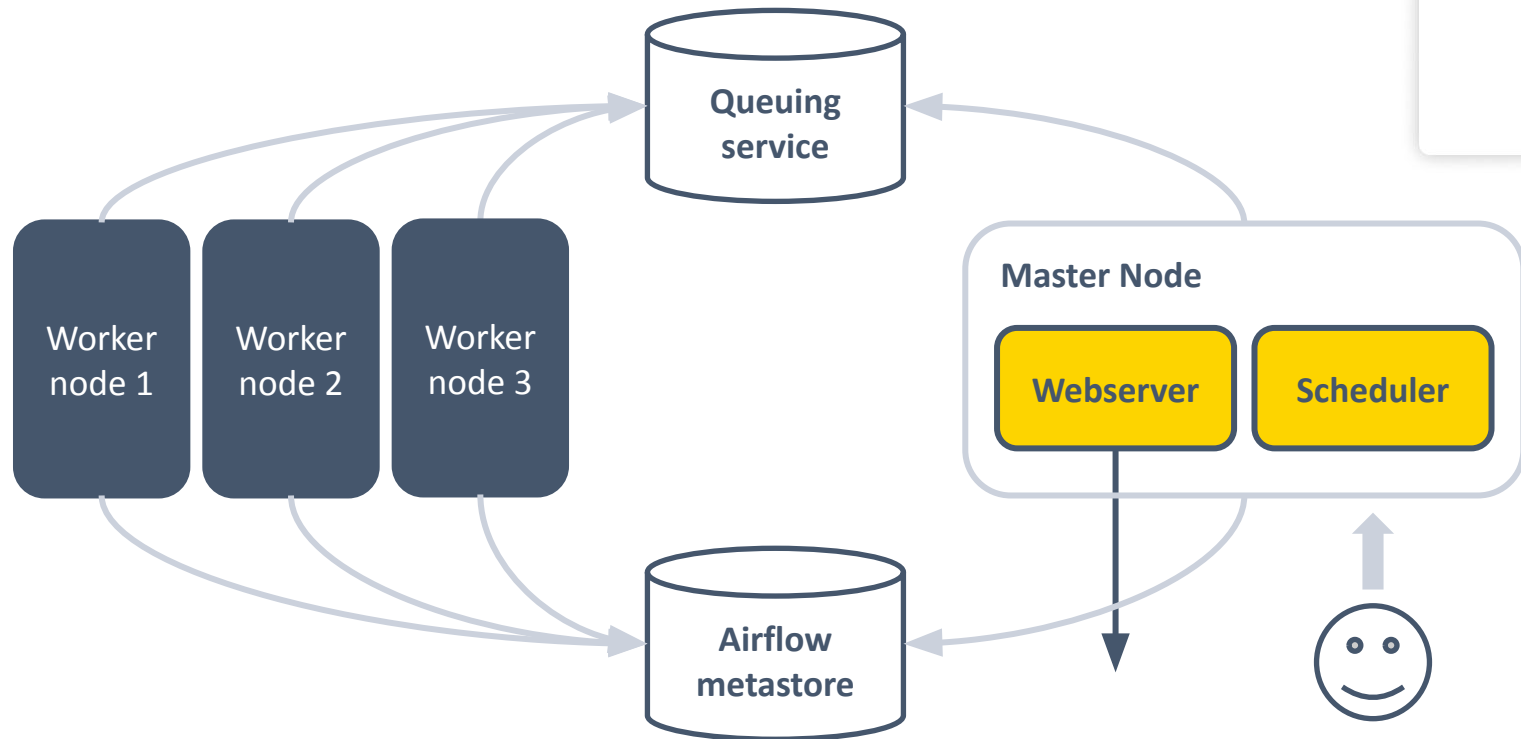 Queuing
service
Worker
node 1
Worker
node 2
Worker
node 3
Master Node
Webserver
Scheduler
Airflow
metastore